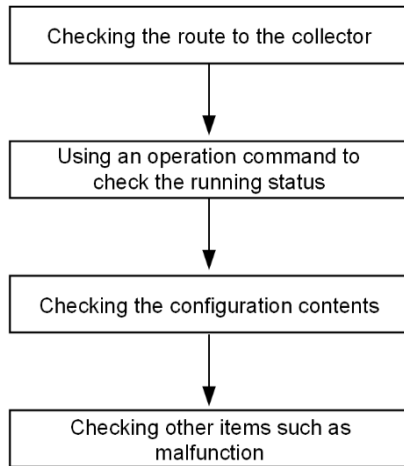 Checking the route to the collector
Using an operation command to
check the running status
Checking the configuration contents
Checking other items such as
malfunction